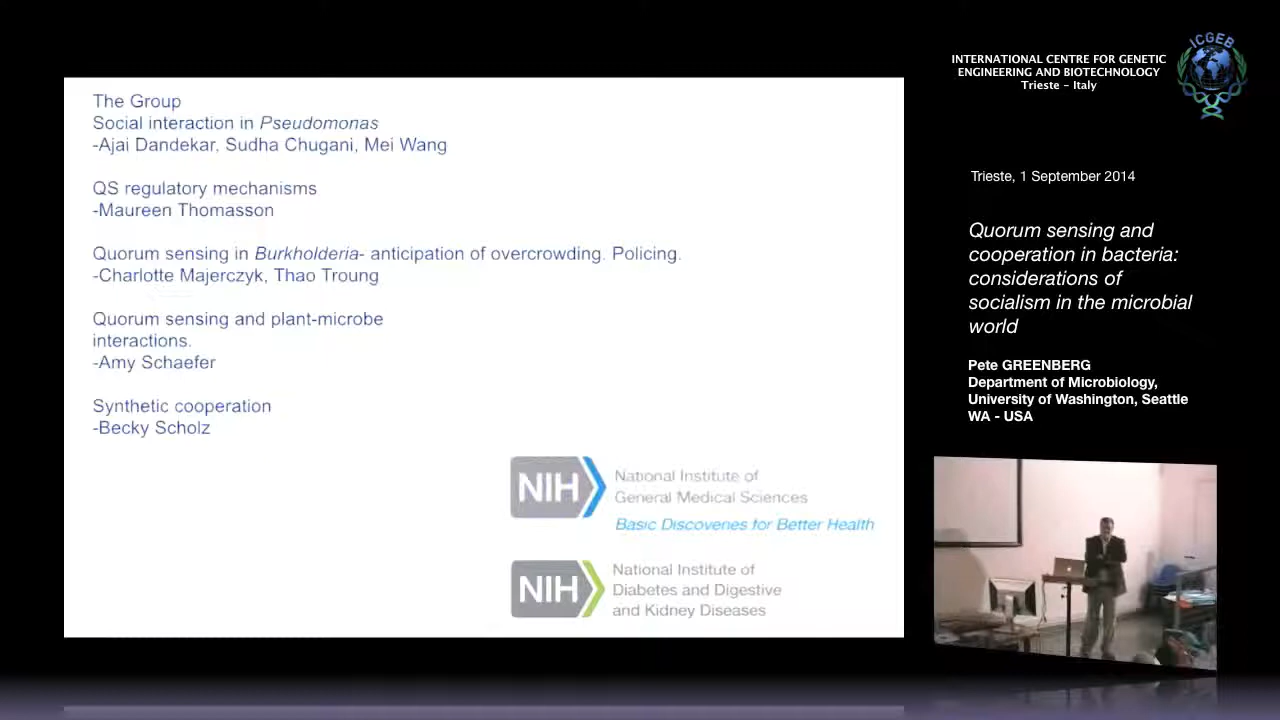 The Group
Social interaction in Pseudomonas
-Ajai Dandekar, Sudha Chugani, Mei Wang
QS regulatory mechanisms
-Maureen Thomasson
Quorum sensing in Burkholderia- anticipation of overcrowding. Policing.
-Charlotte Majerczyk, Thao Troung
Quorum sensing and plant-microbe
interactions.
-Amy Schaefer
Synthetic cooperation
-Becky Scholz
NIH
National Institute of
General Medical Sciences
Basic Discoveries for Better Health
NIH
National Institute of
Diabetes and Digestive
and Kidney Diseases
INTERNATIONAL CENTRE FOR GENETIC
ENGINEERING AND BIOTECHNOLOGY
Trieste - Italy
ICGEB
Trieste, 1 September 2014
Quorum sensing and
cooperation in bacteria:
considerations of
socialism in the microbial
world
Pete GREENBERG
Department of Microbiology,
University of Washington, Seattle
WA - USA